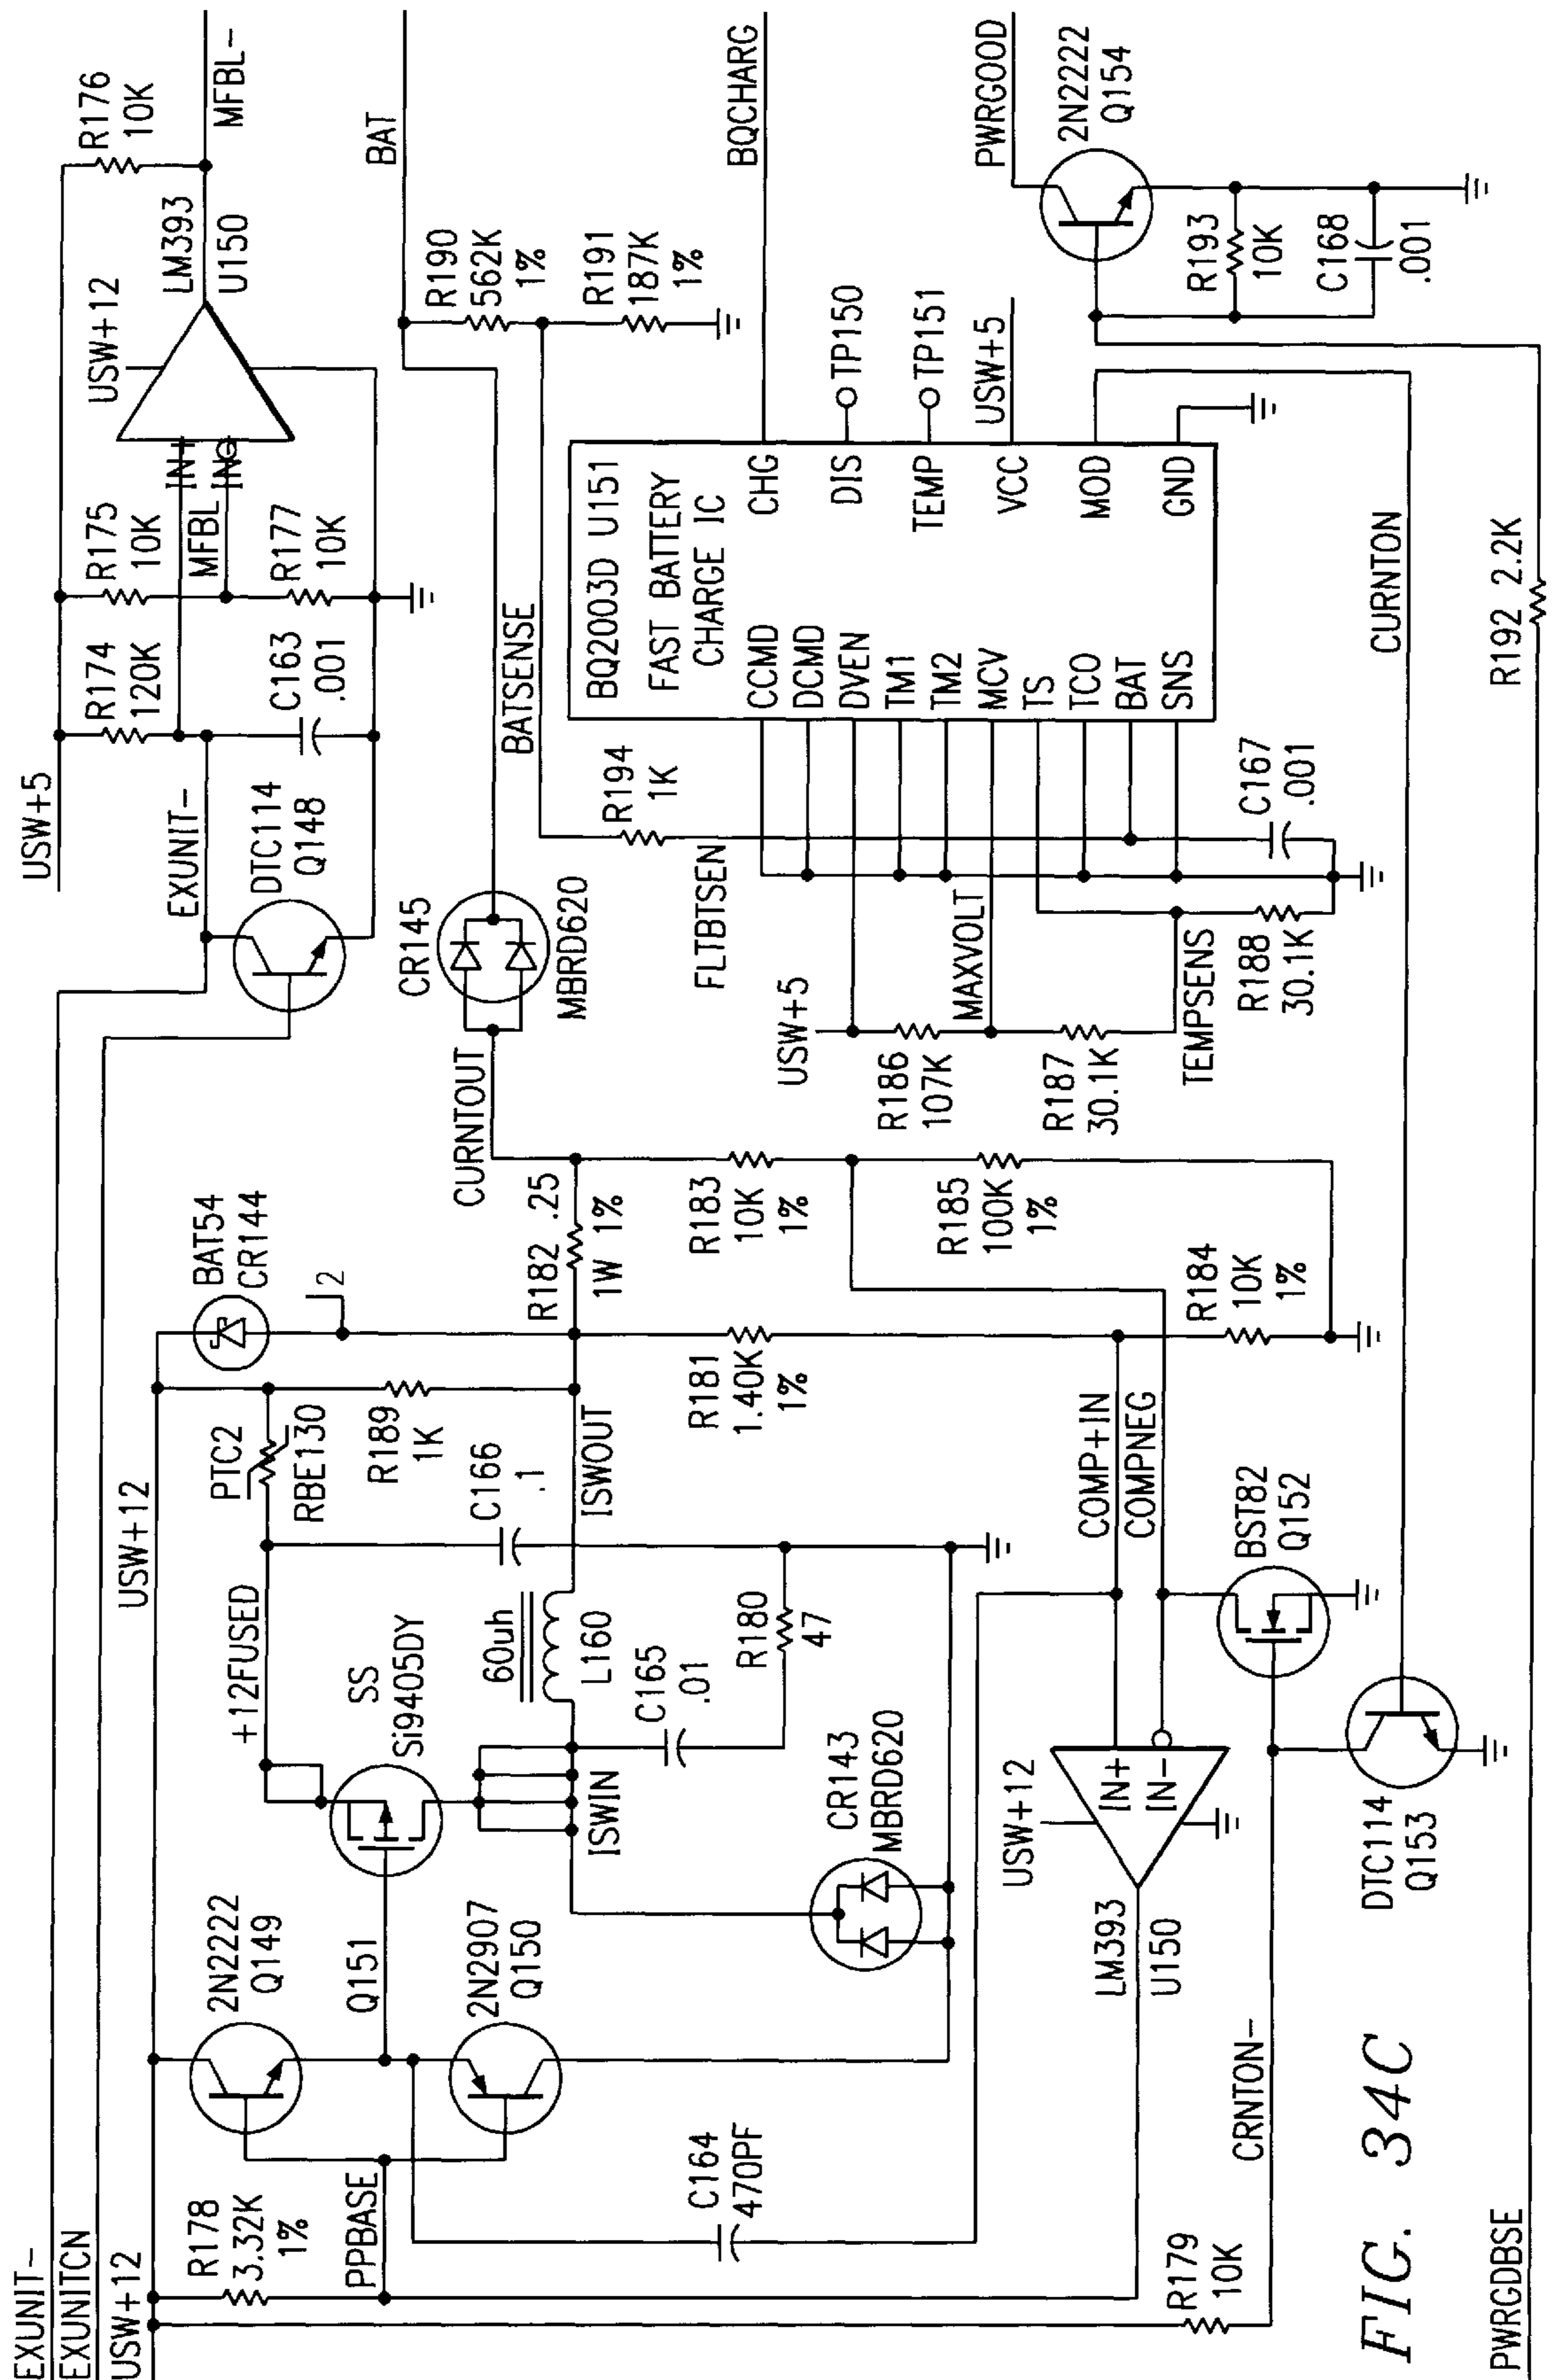 EXUNIT-
EXUNITCN
USW+12
R178
3.32K
1%
PPBASE
2N2222
Q149
Q151
2N2907
Q150
C164
470PF
R179
10K
CRNTON-
USW+12
+12FUSED
SS
Si9405DY
ISWIN
60uh
L160
C165
.01
R180
47
CR143
MBRD620
USW+12
IN+
IN-
LM393
U150
DTC114
Q153
BST82
Q152
COMP+IN
COMPNEG
PTC2
RBE130
R189
1K
C166
.1
ISWOUT
BAT54
CR144
2
R182 .25
1W 1%
R181
1.40K
1%
R183
10K
1%
R185
100K
1%
R184
10K
1%
CURNTOUT
CR145
MBRD620
USW+5
EXUNIT-
DTC114
Q148
R174
120K
C163
.001
R175
10K
MFBL
R177
10K
IN+
IN
USW+12
LM393
U150
R176
10K
MFBL-
BAT
BATSENSE
R190
562K
1%
R191
187K
1%
R194
1K
FLTBTSEN
USW+5
R186
107K
MAXVOLT
R187
30.1K
TEMPSENS
R188
30.1K
C167
.001
BQ2003D U151
FAST BATTERY
CHARGE IC
CCMD
DCMD
DVEN
TM1
TM2
MCV
TS
TCO
BAT
SNS
CHG
DIS
TEMP
VCC
MOD
GND
BQCHARG
TP150
TP151
USW+5
PWRGOOD
2N2222
Q154
R193
10K
C168
.001
CURNTON
R192 2.2K
PWRGDBSE
FIG. 34C